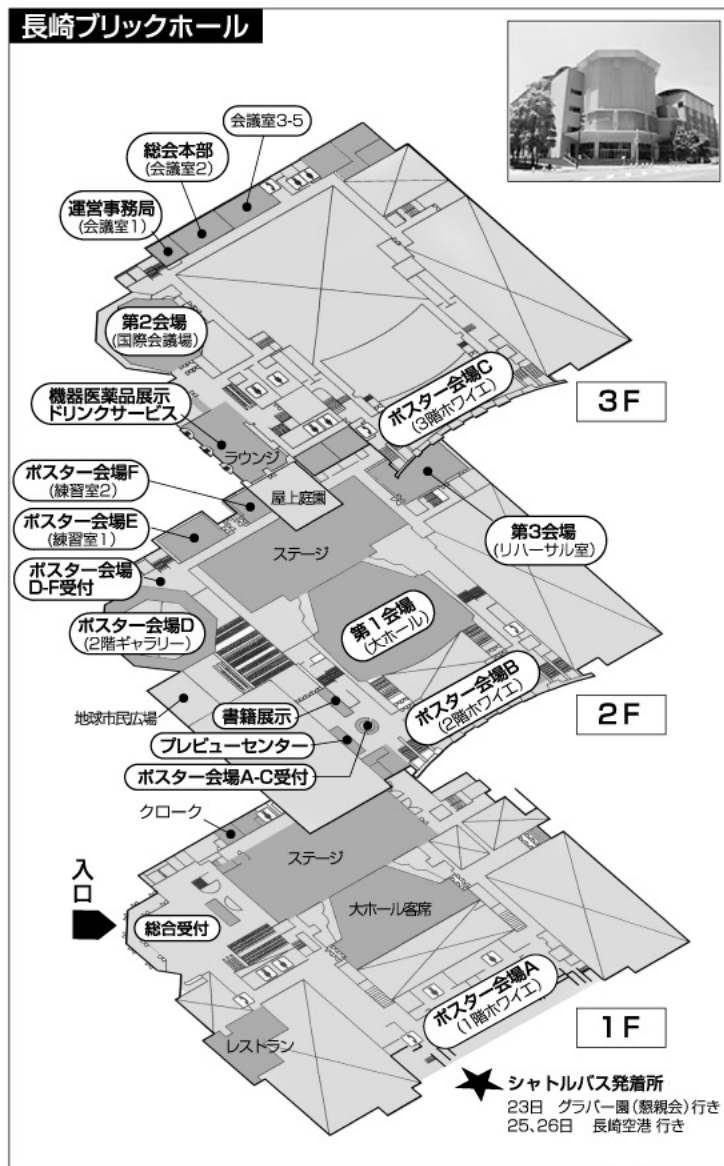 長崎ブリックホール
会議室3-5
総会本部
(会議室2)
運営事務局
(会議室1)
第2会場
(国際会議場)
機器医薬品展示
ドリンクサービス
ラウンジ
ポスター会場C
(3階ホワイエ)
3F
ポスター会場F
(練習室2)
屋上庭園
ポスター会場E
(練習室1)
第3会場
(リハーサル室)
ステージ
ポスター会場
D-F受付
ポスター会場D
(2階ギャラリー)
第1会場
(大ホール)
地球市民広場
書籍展示
ポスター会場B
(2階ホワイエ)
2F
プレビューセンター
ポスター会場A-C受付
クローク
ステージ
入口
大ホール客席
総合受付
ポスター会場A
(1階ホワイエ)
1F
レストラン
シャトルバス発着所
23日 グラバー園(懇親会)行き
25、26日 長崎空港 行き